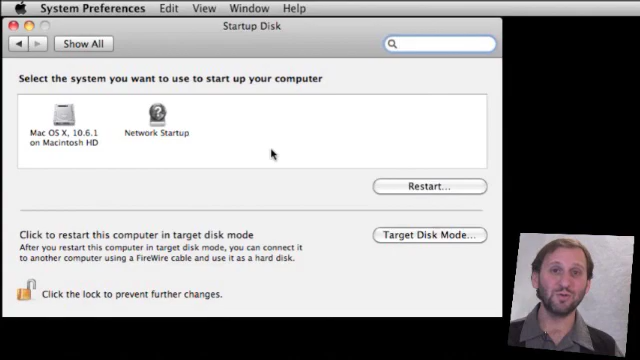 System Preferences Edit View Window Help
Startup Disk
Show All
Select the system you want to use to start up your computer
Mac OS X, 10.6.1
on Macintosh HD
Network Startup
Restart...
Click to restart this computer in target disk mode
After you restart this computer in target disk mode, you can connect it
to another computer using a FireWire cable and use it as a hard disk.
Target Disk Mode...
Click the lock to prevent further changes.